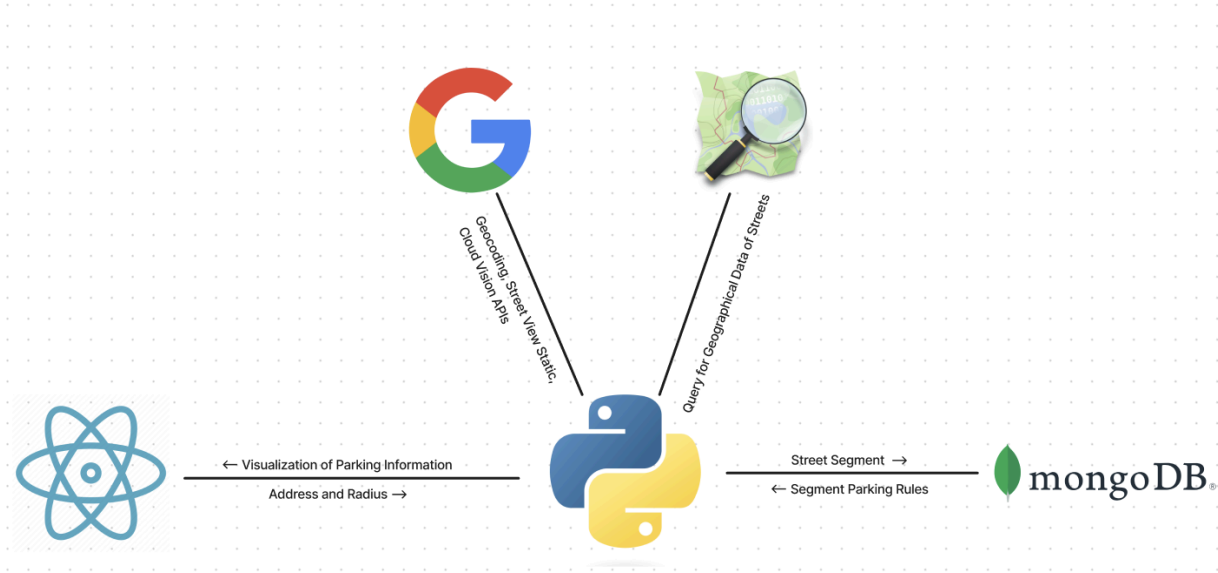 011010
Geocoding, Street View Static,
Cloud Vision APIs
Query for Geographical Data of Streets
← Visualization of Parking Information
Address and Radius →
Street Segment →
← Segment Parking Rules
mongoDB®